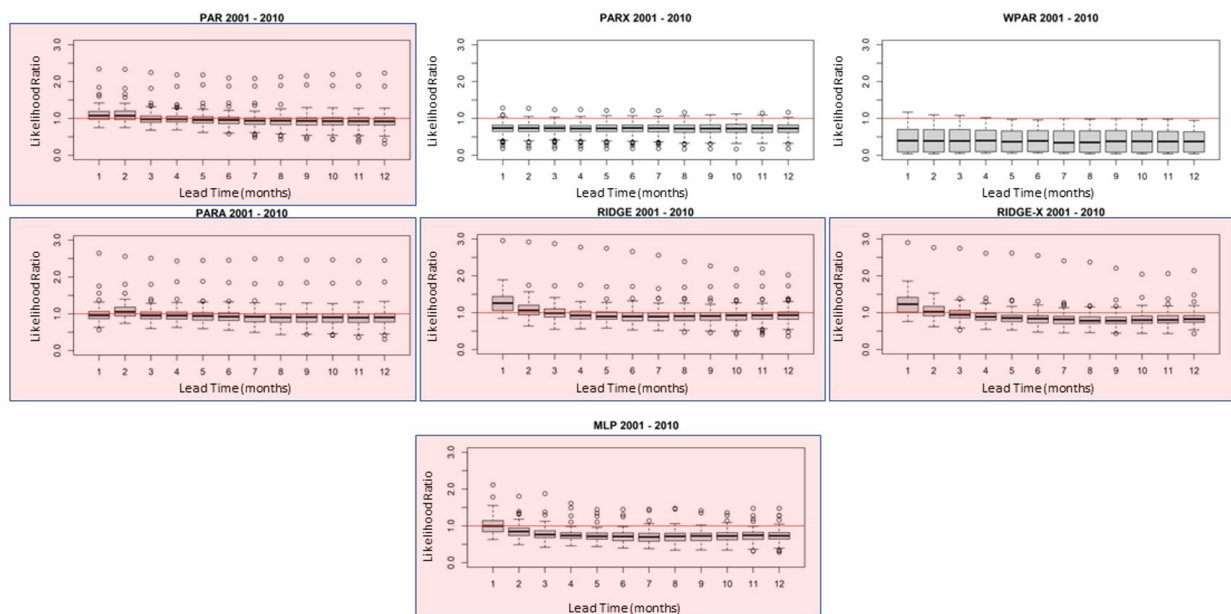 PAR 2001 - 2010
Likelihood Ratio
3.0
2.0
1.0
0.0
1 2 3 4 5 6 7 8 9 10 11 12
Lead Time (months)
PARX 2001 - 2010
Likelihood Ratio
3.0
2.0
1.0
0.0
1 2 3 4 5 6 7 8 9 10 11 12
Lead Time (months)
WPAR 2001 - 2010
Likelihood Ratio
3.0
2.0
1.0
0.0
1 2 3 4 5 6 7 8 9 10 11 12
Lead Time (months)
PARA 2001 - 2010
Likelihood Ratio
3.0
2.0
1.0
0.0
1 2 3 4 5 6 7 8 9 10 11 12
Lead Time (months)
RIDGE 2001 - 2010
Likelihood Ratio
3.0
2.0
1.0
0.0
1 2 3 4 5 6 7 8 9 10 11 12
Lead Time (months)
RIDGE-X 2001 - 2010
Likelihood Ratio
3.0
2.0
1.0
0.0
1 2 3 4 5 6 7 8 9 10 11 12
Lead Time (months)
MLP 2001 - 2010
Likelihood Ratio
3.0
2.0
1.0
0.0
1 2 3 4 5 6 7 8 9 10 11 12
Lead Time (months)